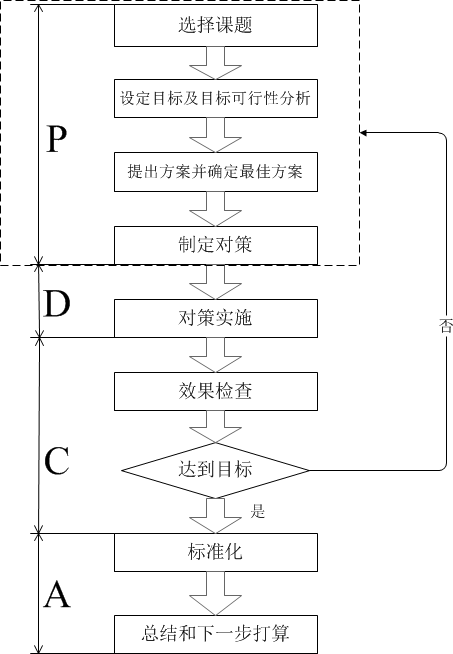 选择课题
设定目标及目标可行性分析
P
提出方案并确定最佳方案
制定对策
D
对策实施
否
效果检查
C
达到目标
是
标准化
A
总结和下一步打算